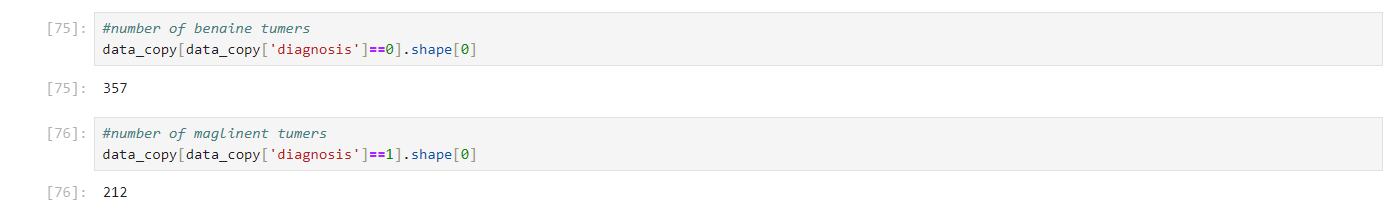 [75]: #number of benaine tumers
data_copy[data_copy['diagnosis']==0].shape[0]
[75]: 357
[76]: #number of maglinent tumers
data_copy[data_copy['diagnosis']==1].shape[0]
[76]: 212